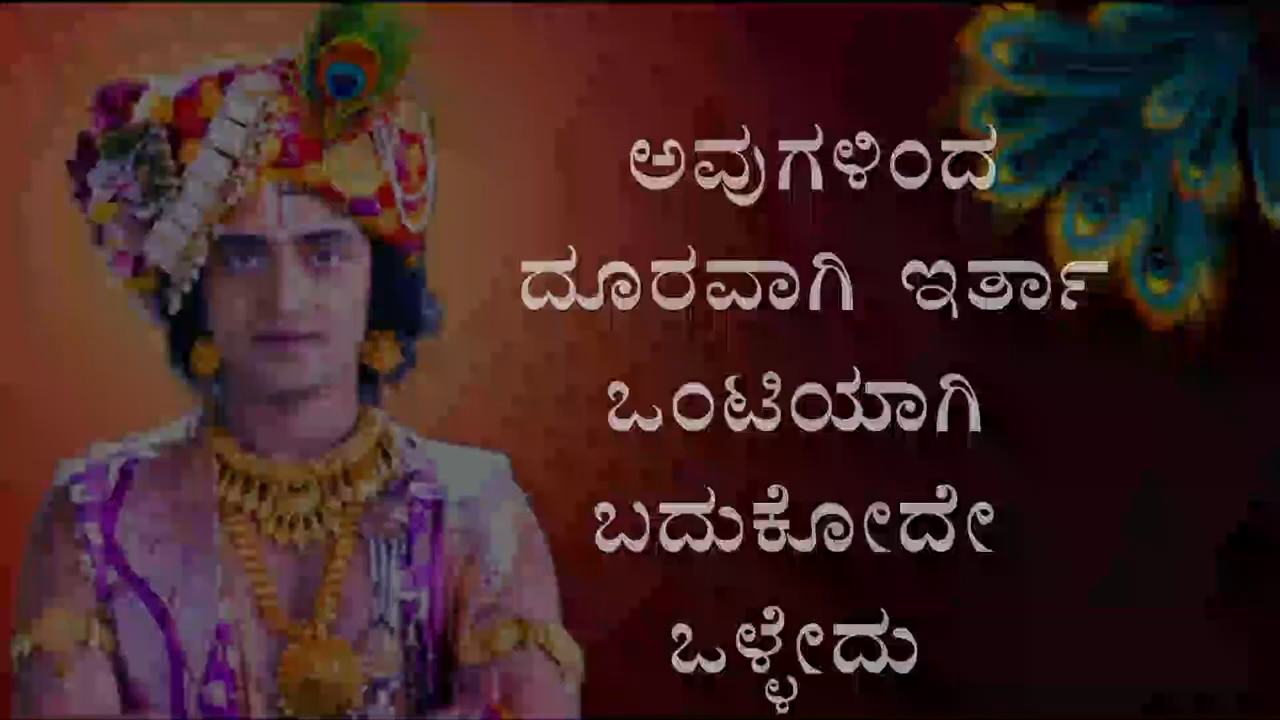 ಅವುಗಳಿಂದ
ದೂರವಾಗಿ ಇರ್ತಾ
ಒಂಟಿಯಾಗಿ
ಬದುಕೋದೇ
ಒಳ್ಳೇದು